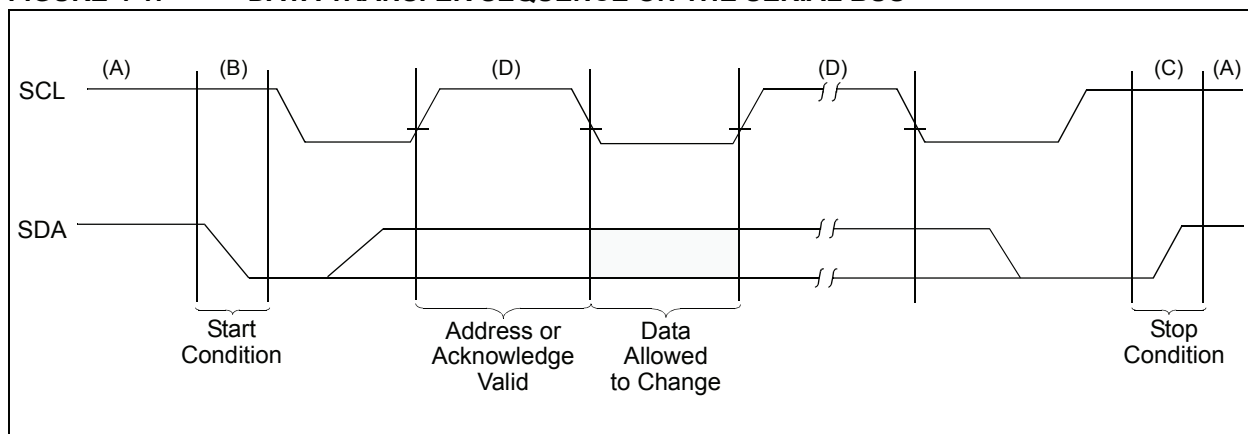 (A) (B) (D) (D) (C) (A)
SCL
SDA
Start
Condition
Address or
Acknowledge
Valid
Data
Allowed
to Change
Stop
Condition